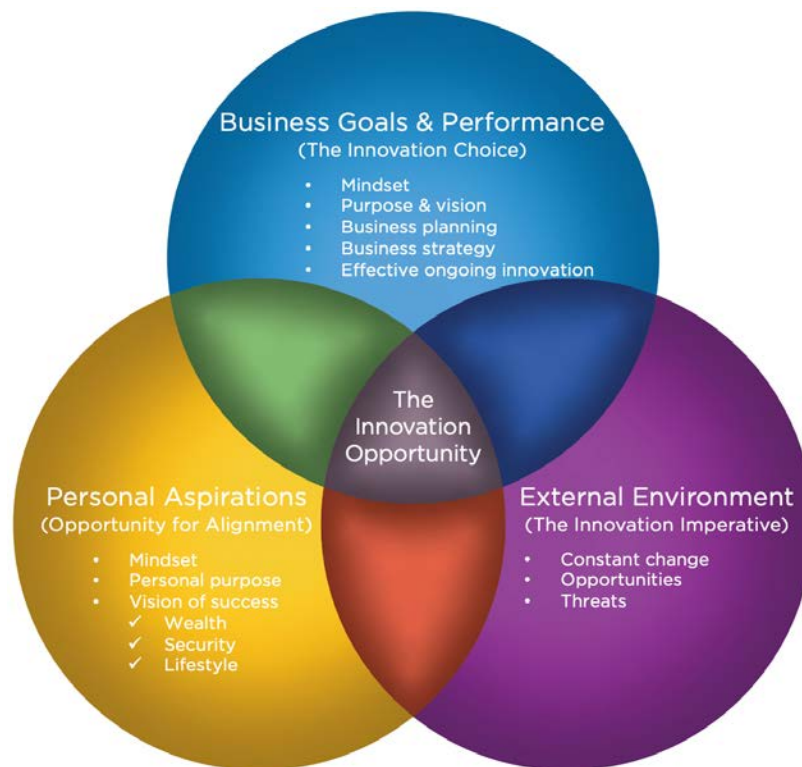 Business Goals & Performance
(The Innovation Choice)
• Mindset
• Purpose & vision
• Business planning
• Business strategy
• Effective ongoing innovation
The
Innovation
Opportunity
Personal Aspirations
(Opportunity for Alignment)
• Mindset
• Personal purpose
• Vision of success
✓ Wealth
✓ Security
✓ Lifestyle
External Environment
(The Innovation Imperative)
• Constant change
• Opportunities
• Threats